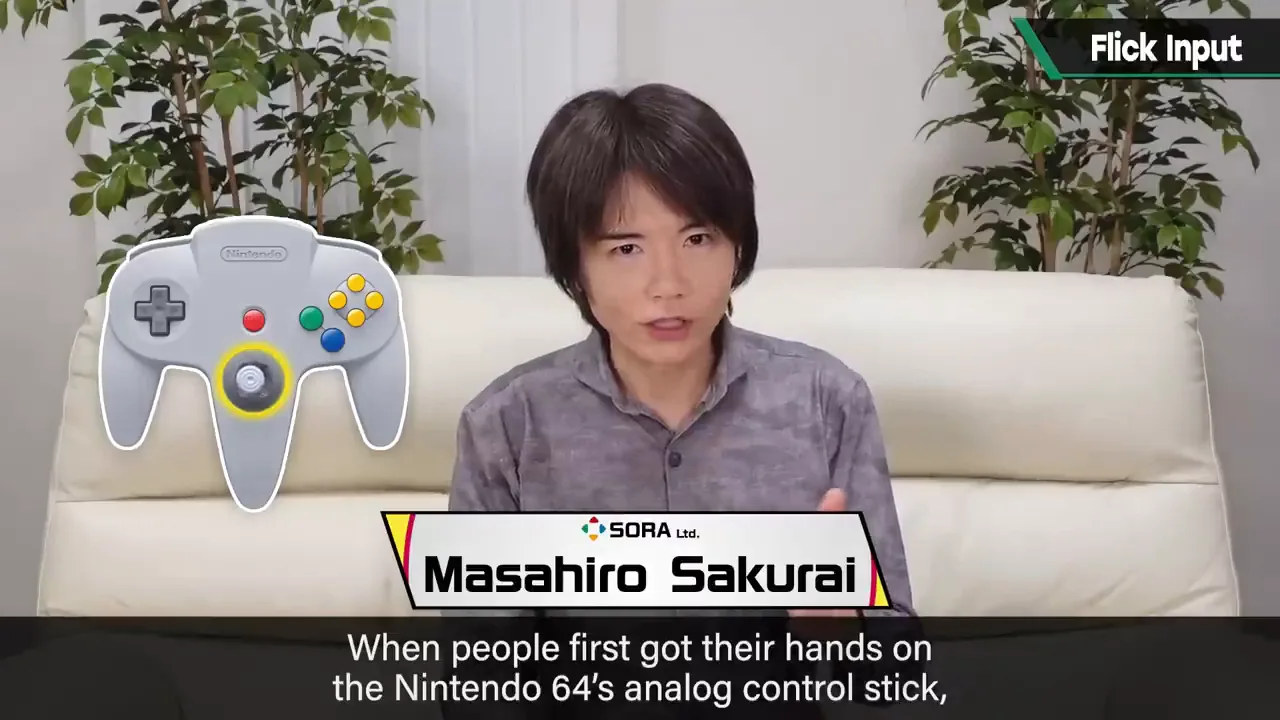 Flick Input
Nintendo
SORA Ltd.
Masahiro Sakurai
When people first got their hands on
the Nintendo 64's analog control stick,